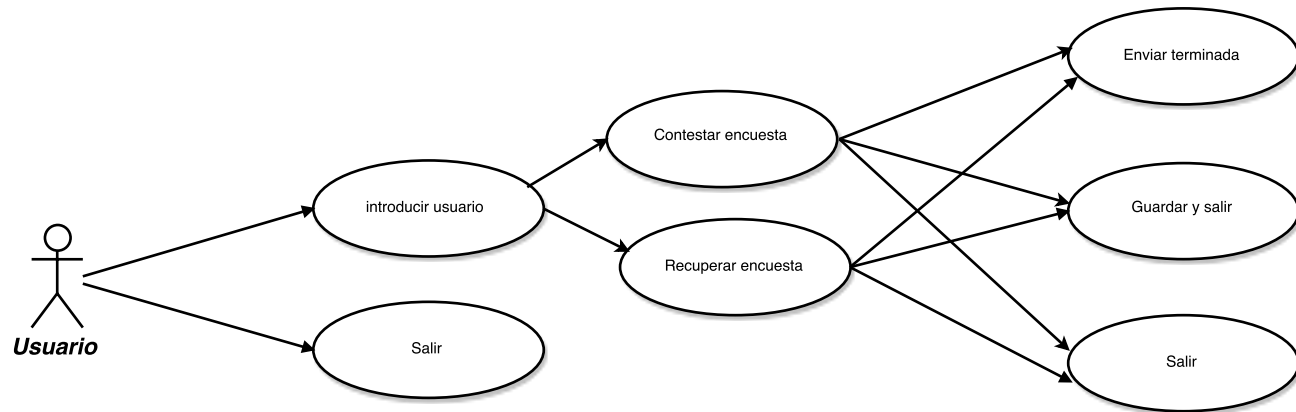 Enviar terminada
Contestar encuesta
introducir usuario
Guardar y salir
Recuperar encuesta
Usuario
Salir
Salir